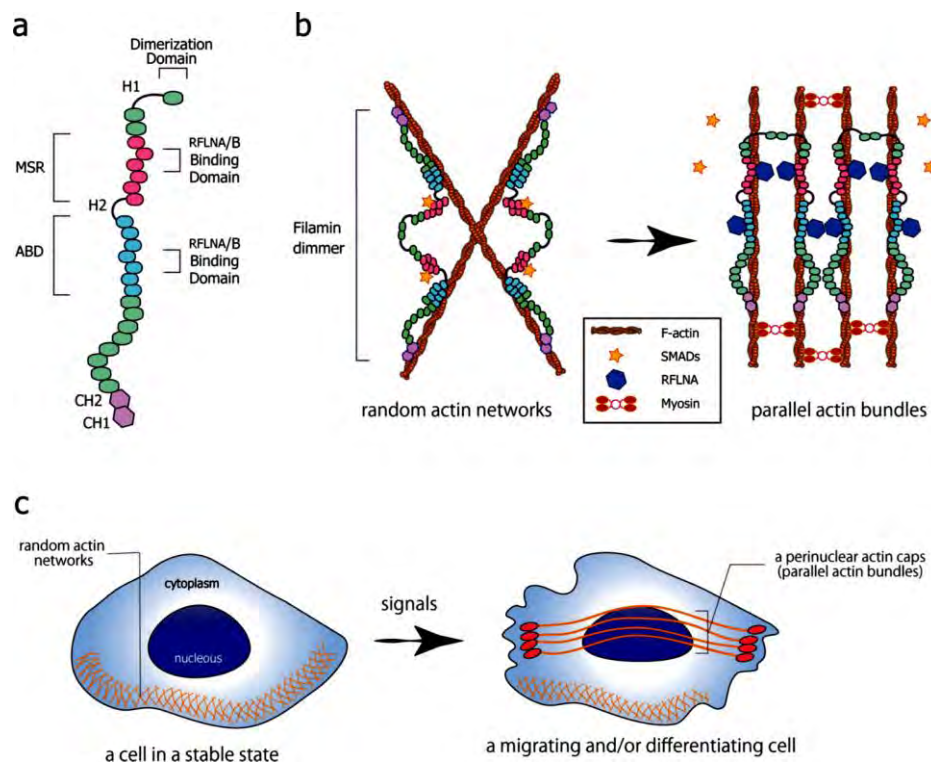 a
Dimerization
Domain
H1
MSR
RFLNA/B
Binding
Domain
H2
ABD
RFLNA/B
Binding
Domain
CH2
CH1
b
Filamin
dimmer
F-actin
SMADs
RFLNA
Myosin
random actin networks
parallel actin bundles
c
random actin
networks
cytoplasm
nucleous
signals
a perinuclear actin caps
(parallel actin bundles)
a cell in a stable state
a migrating and/or differentiating cell